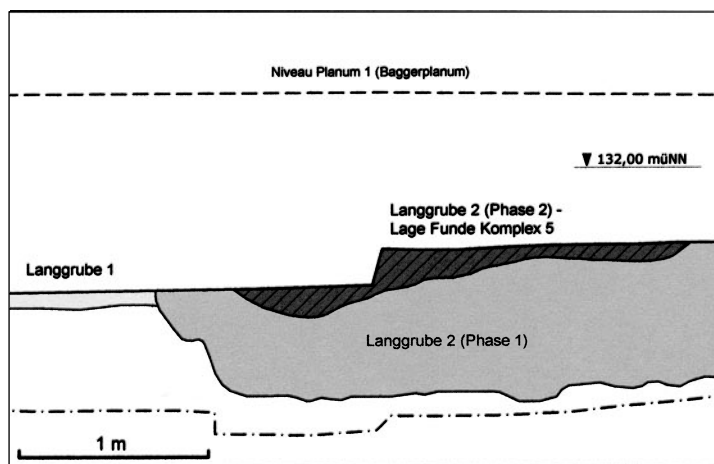 Niveau Planum 1 (Baggerplanum)
▼ 132,00 müNN
Langgrube 2 (Phase 2) -
Lage Funde Komplex 5
Langgrube 1
Langgrube 2 (Phase 1)
1 m